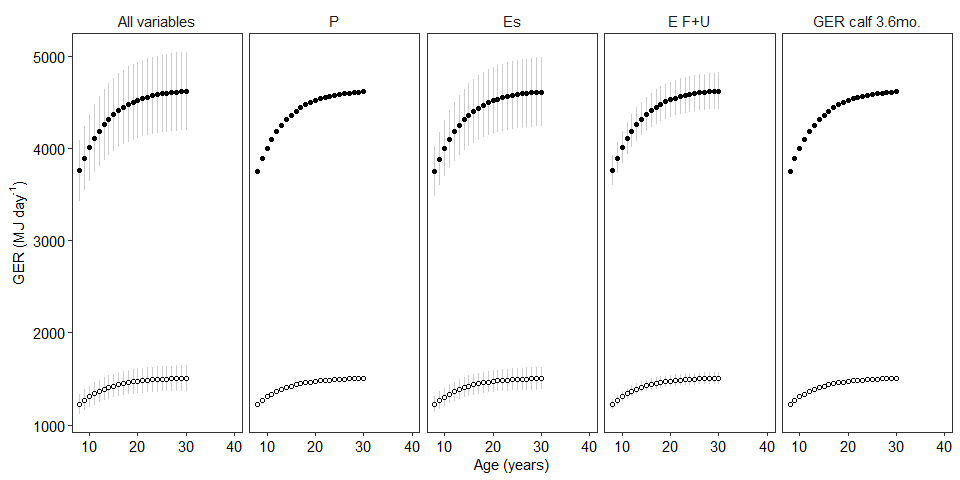 All variables P Es E F+U GER calf 3.6mo.
GER (MJ day-1)
5000
4000
3000
2000
1000
10 20 30 40 10 20 30 40 10 20 30 40 10 20 30 40 10 20 30 40
Age (years)